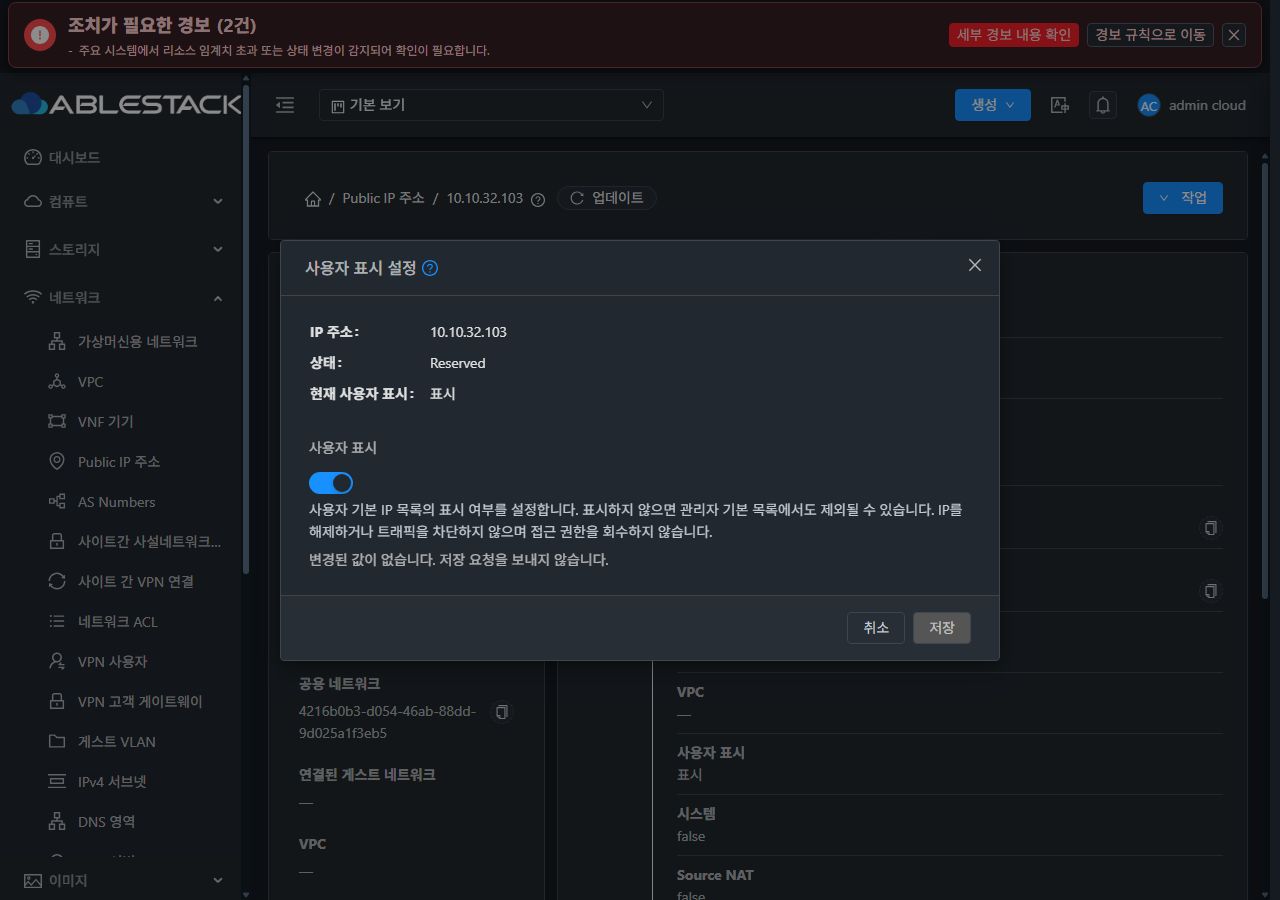 조치가 필요한 경보 (2건)
- 주요 시스템에서 리소스 임계치 초과 또는 상태 변경이 감지되어 확인이 필요합니다.
세부 경보 내용 확인
경보 규칙으로 이동
ABLESTACK
기본 보기
생성
AC
admin cloud
대시보드
컴퓨트
스토리지
네트워크
가상머신용 네트워크
VPC
VNF 기기
Public IP 주소
AS Numbers
사이트간 사설네트워크...
사이트 간 VPN 연결
네트워크 ACL
VPN 사용자
VPN 고객 게이트웨이
게스트 VLAN
IPv4 서브넷
DNS 영역
이미지
/ Public IP 주소 / 10.10.32.103
업데이트
작업
사용자 표시 설정
IP 주소: 10.10.32.103
상태: Reserved
현재 사용자 표시: 표시
사용자 표시
사용자 기본 IP 목록의 표시 여부를 설정합니다. 표시하지 않으면 관리자 기본 목록에서도 제외될 수 있습니다. IP를
해제하거나 트래픽을 차단하지 않으며 접근 권한을 회수하지 않습니다.
변경된 값이 없습니다. 저장 요청을 보내지 않습니다.
취소
저장
공용 네트워크
4216b0b3-d054-46ab-88dd-
9d025a1f3eb5
연결된 게스트 네트워크
—
VPC
—
VPC
—
사용자 표시
표시
시스템
false
Source NAT
false